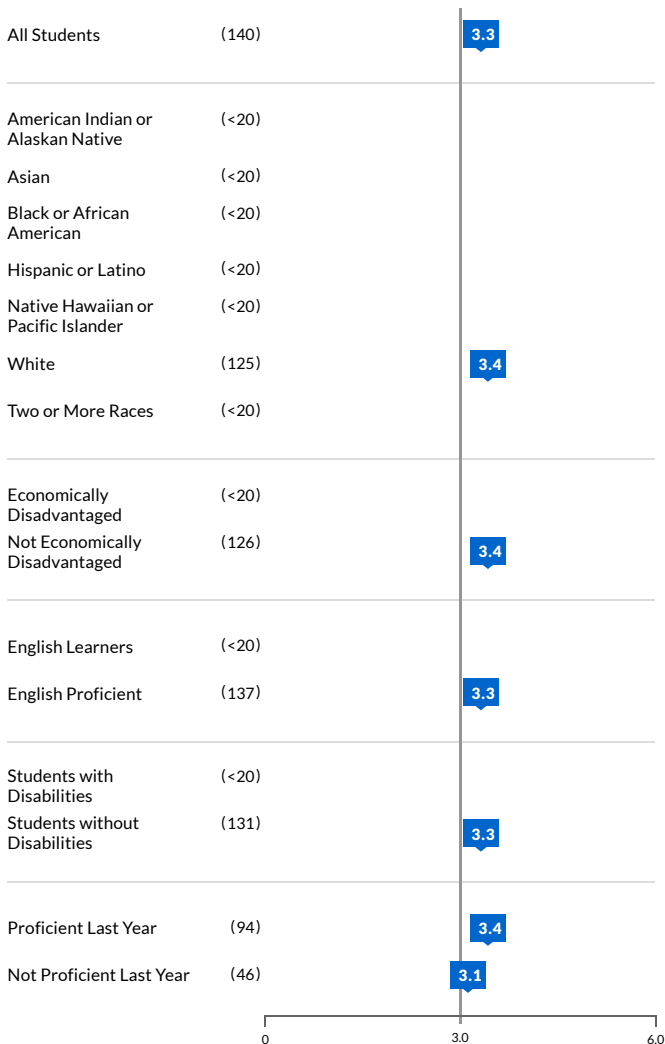 All Students (140) 3.3
American Indian or (<20)
Alaskan Native
Asian (<20)
Black or African (<20)
American
Hispanic or Latino (<20)
Native Hawaiian or (<20)
Pacific Islander
White (125) 3.4
Two or More Races (<20)
Economically (<20)
Disadvantaged
Not Economically (126) 3.4
Disadvantaged
English Learners (<20)
English Proficient (137) 3.3
Students with (<20)
Disabilities
Students without (131) 3.3
Disabilities
Proficient Last Year (94) 3.4
Not Proficient Last Year (46) 3.1
0 3.0 6.0